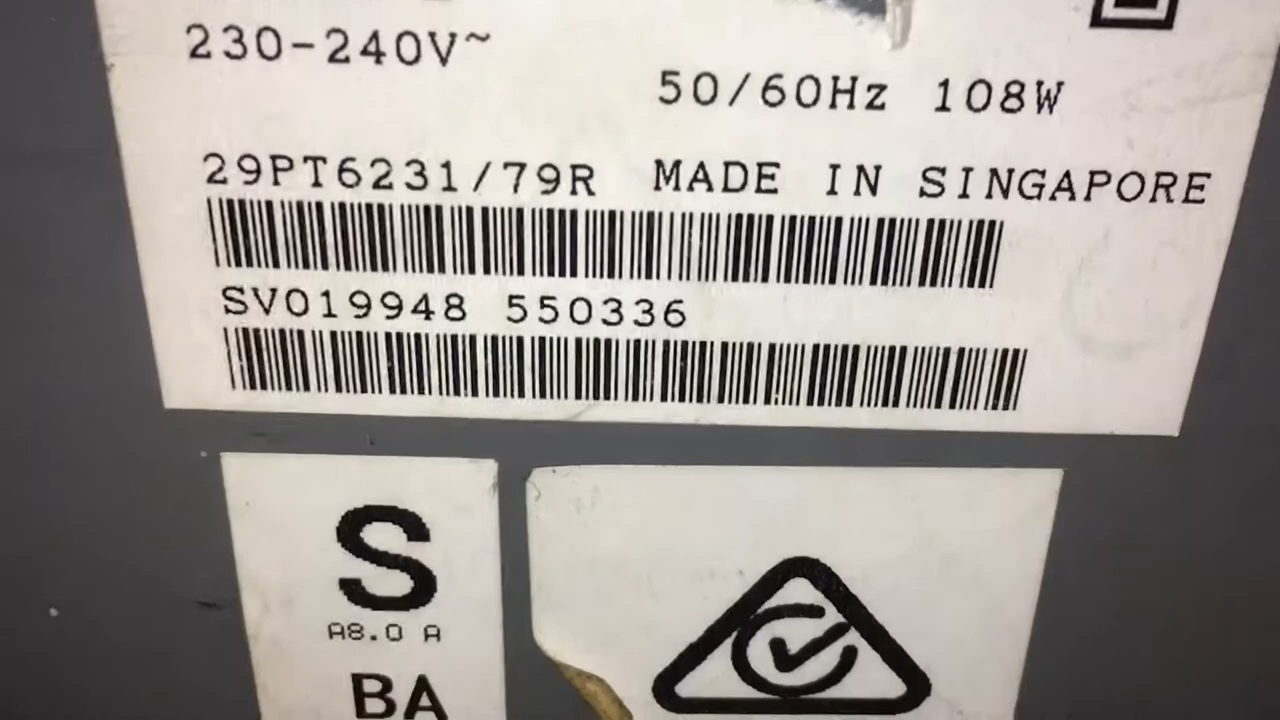 230-240V~
50/60Hz 108W
29PT6231/79R MADE IN SINGAPORE
SV019948 550336
S
A8.0 A
BA